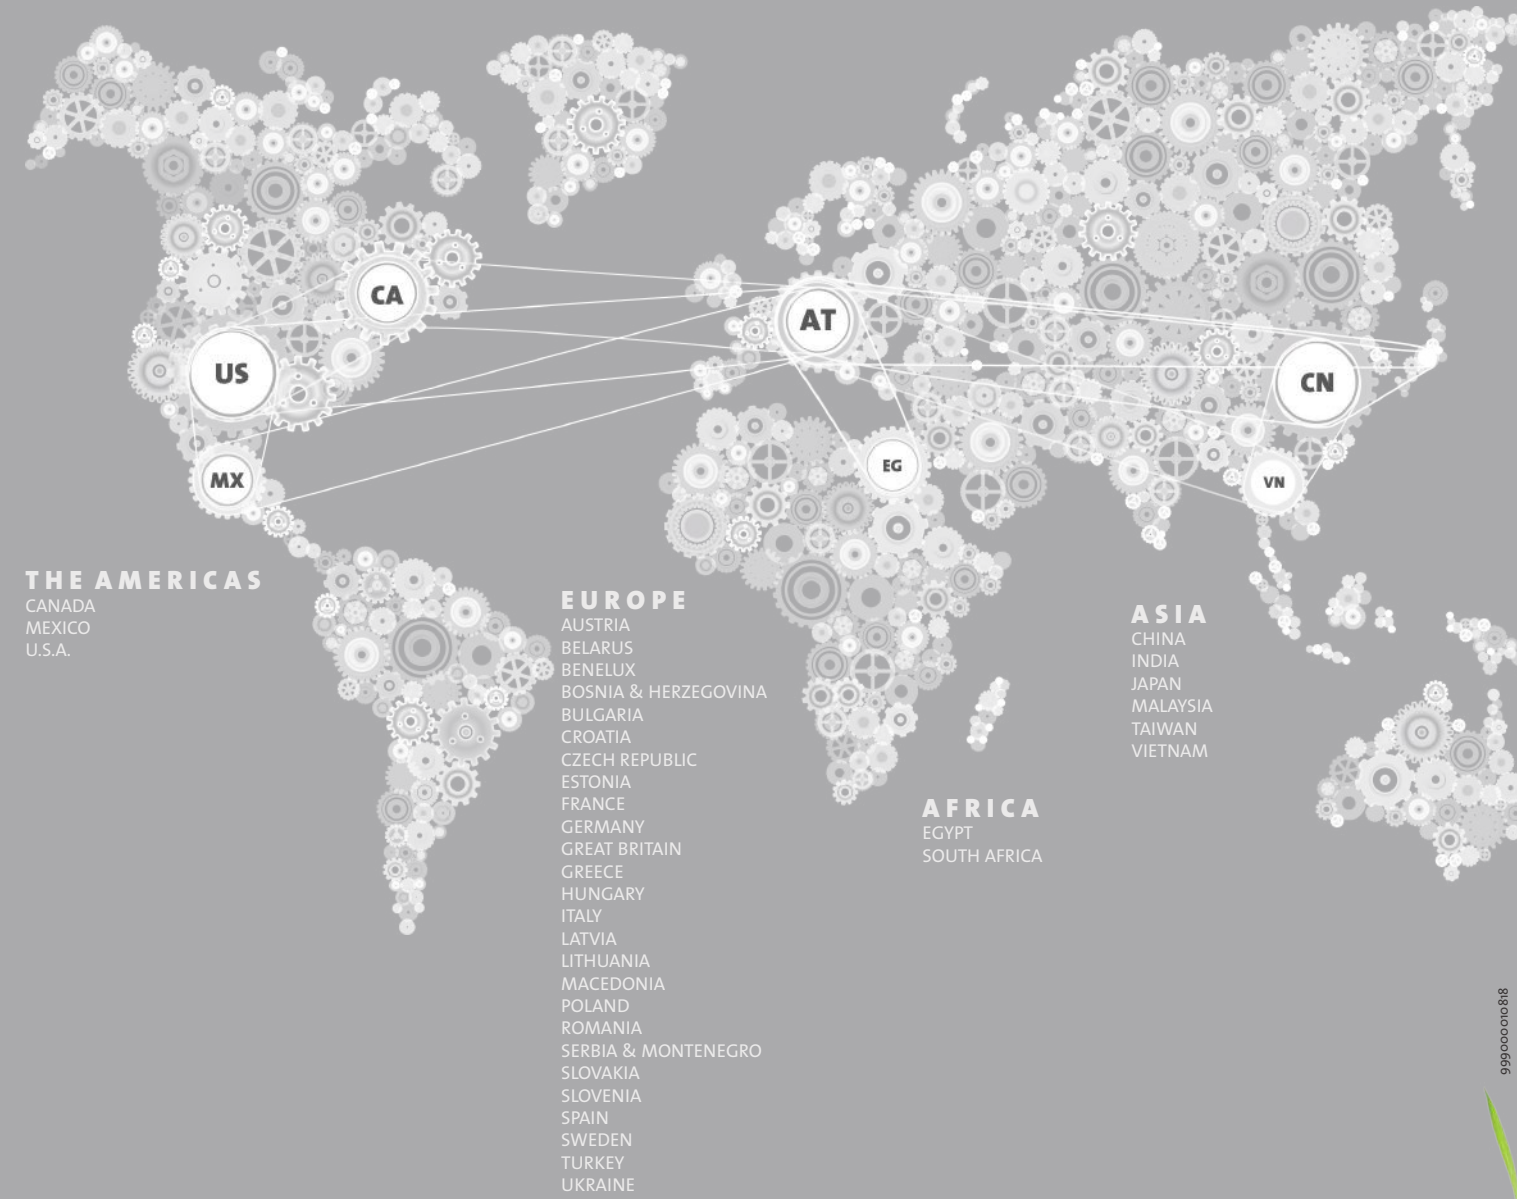 CA
US
MX
AT
EG
CN
VN
THE AMERICAS
CANADA
MEXICO
U.S.A.
EUROPE
AUSTRIA
BELARUS
BENELUX
BOSNIA & HERZEGOVINA
BULGARIA
CROATIA
CZECH REPUBLIC
ESTONIA
FRANCE
GERMANY
GREAT BRITAIN
GREECE
HUNGARY
ITALY
LATVIA
LITHUANIA
MACEDONIA
POLAND
ROMANIA
SERBIA & MONTENEGRO
SLOVAKIA
SLOVENIA
SPAIN
SWEDEN
TURKEY
UKRAINE
AFRICA
EGYPT
SOUTH AFRICA
ASIA
CHINA
INDIA
JAPAN
MALAYSIA
TAIWAN
VIETNAM
999000010818